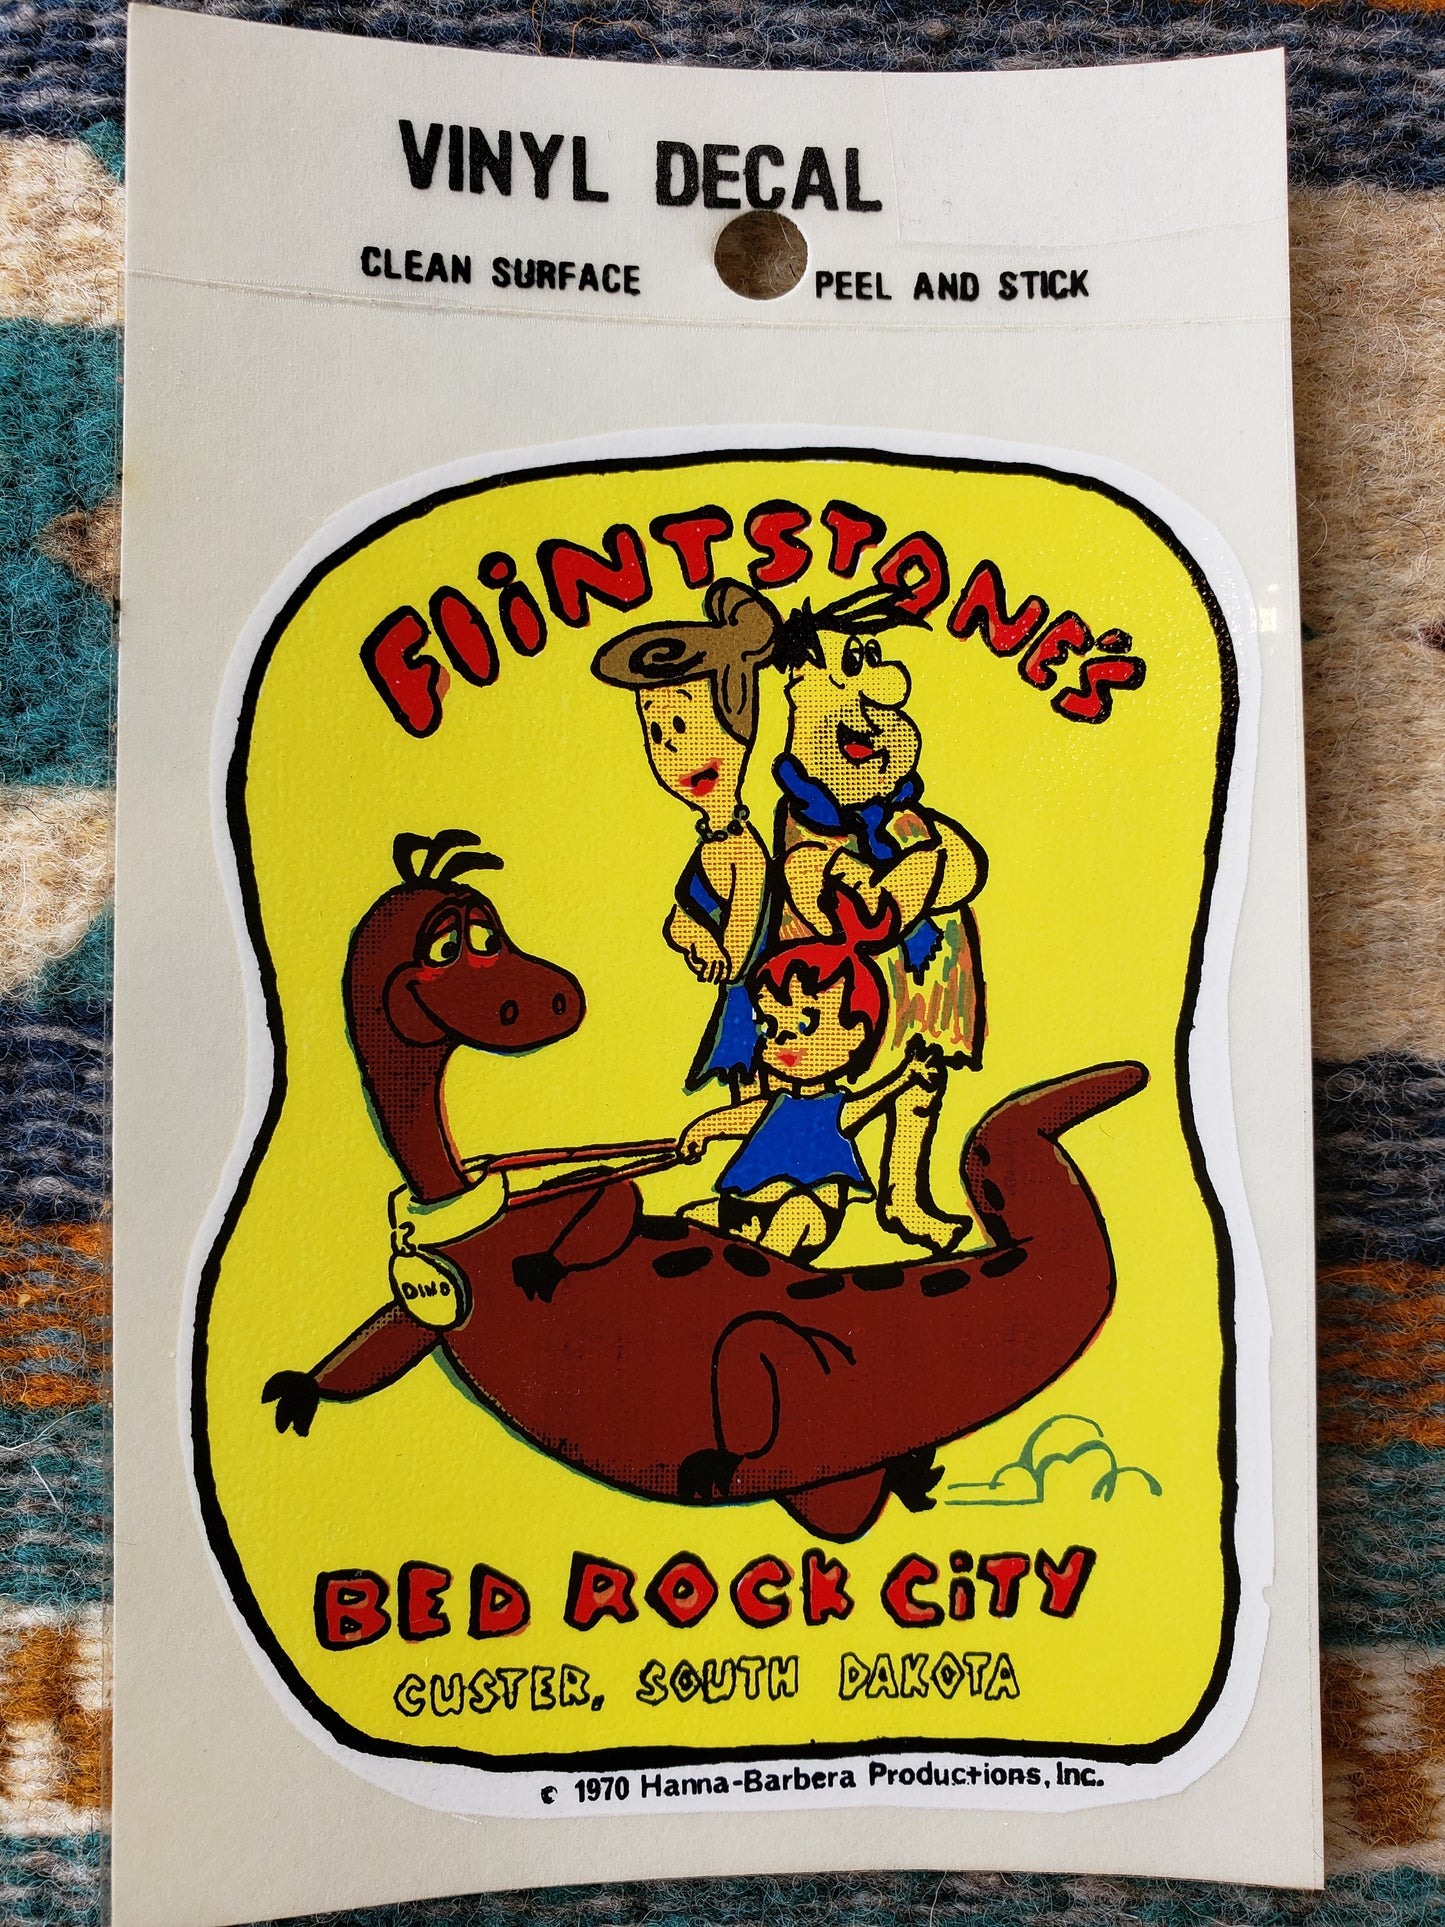 VINYL DECAL
CLEAN SURFACE PEEL AND STICK
FLiNTSTONE'S
DINO
BED ROCK CiTY
CUSTER, SOUTH DAKOTA
© 1970 Hanna-Barbera Productions, Inc.